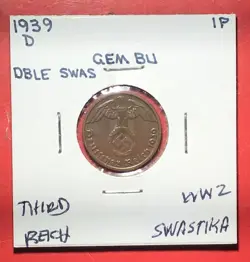 1939 1P
D
GEM BU
DBLE SWAS
THIRD WW2
REICH SWASTIKA